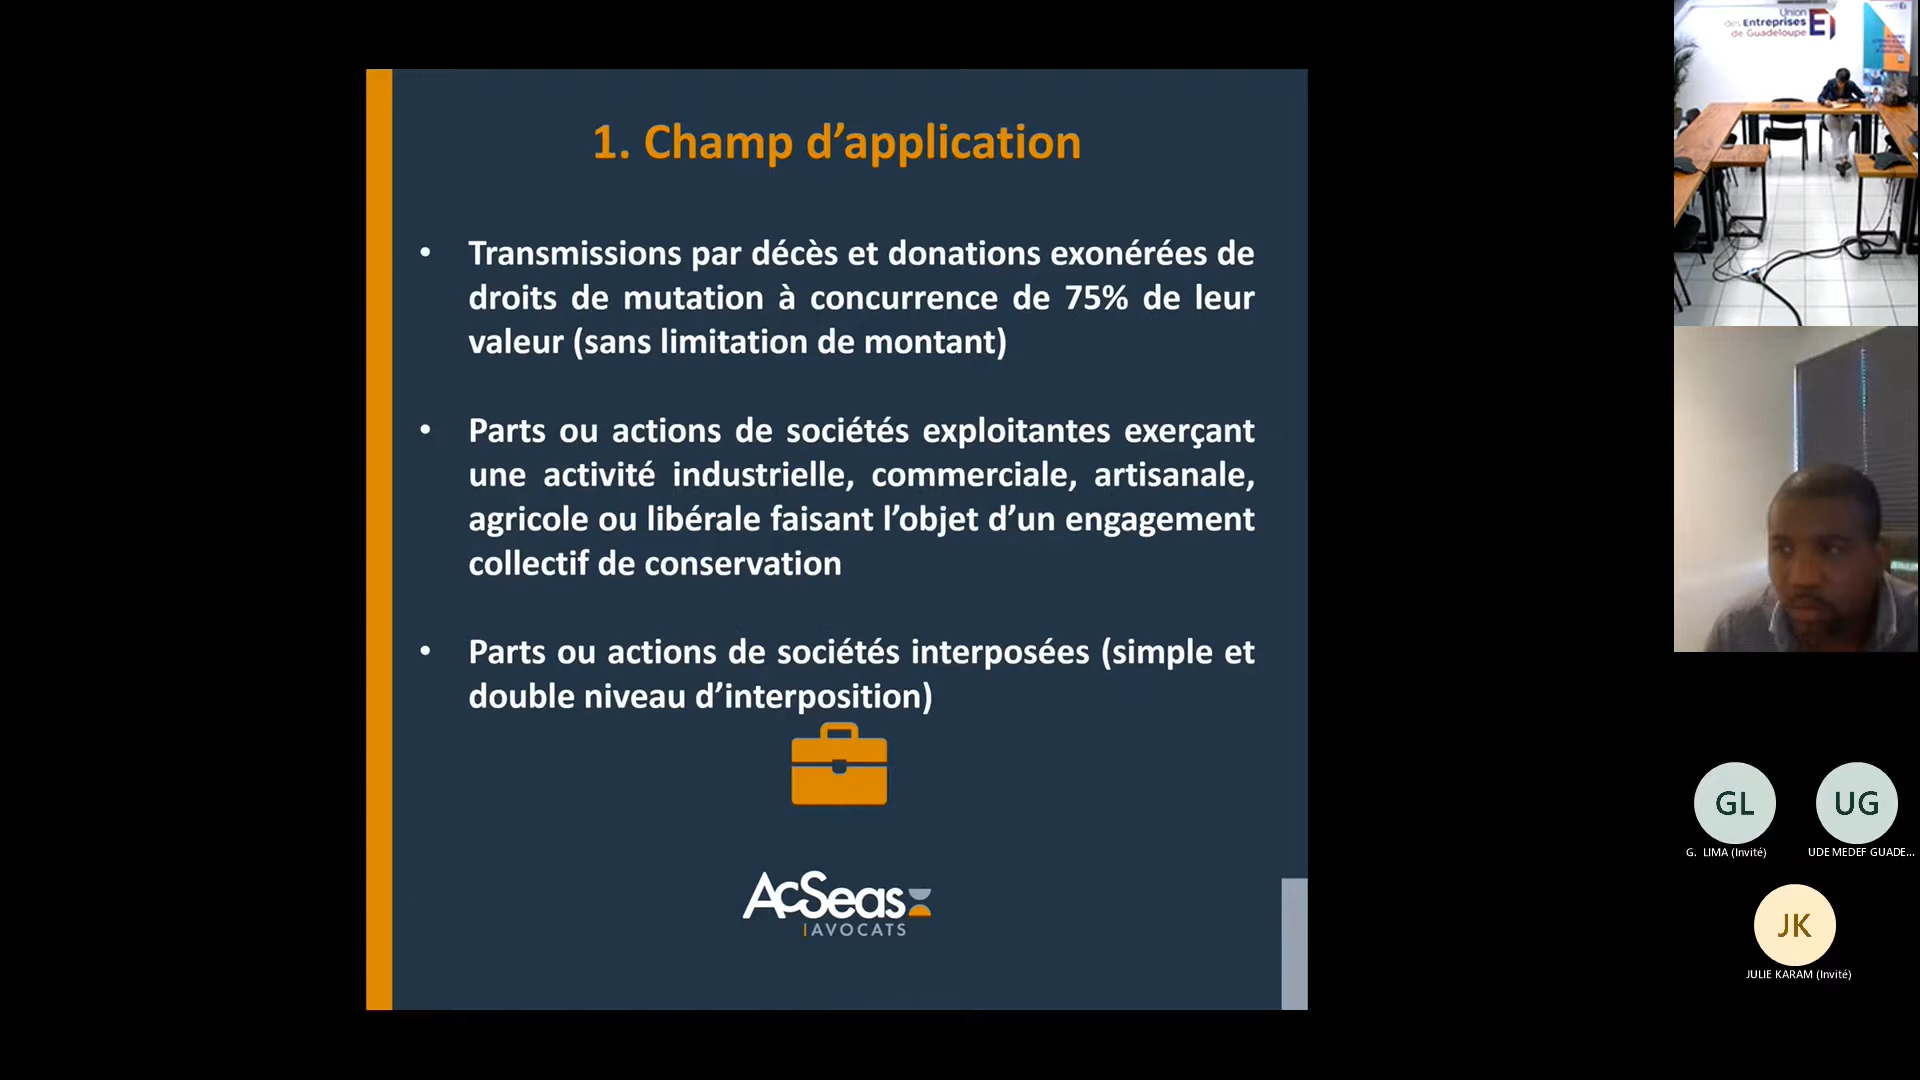 1. Champ d’application
• Transmissions par décès et donations exonérées de
droits de mutation à concurrence de 75% de leur
valeur (sans limitation de montant)
• Parts ou actions de sociétés exploitantes exerçant
une activité industrielle, commerciale, artisanale,
agricole ou libérale faisant l’objet d’un engagement
collectif de conservation
• Parts ou actions de sociétés interposées (simple et
double niveau d’interposition)
AcSeas
AVOCATS
Union
des Entreprises
de Guadeloupe
GL
G. LIMA (Invité)
UG
UDE MEDEF GUADE...
JK
JULIE KARAM (Invité)